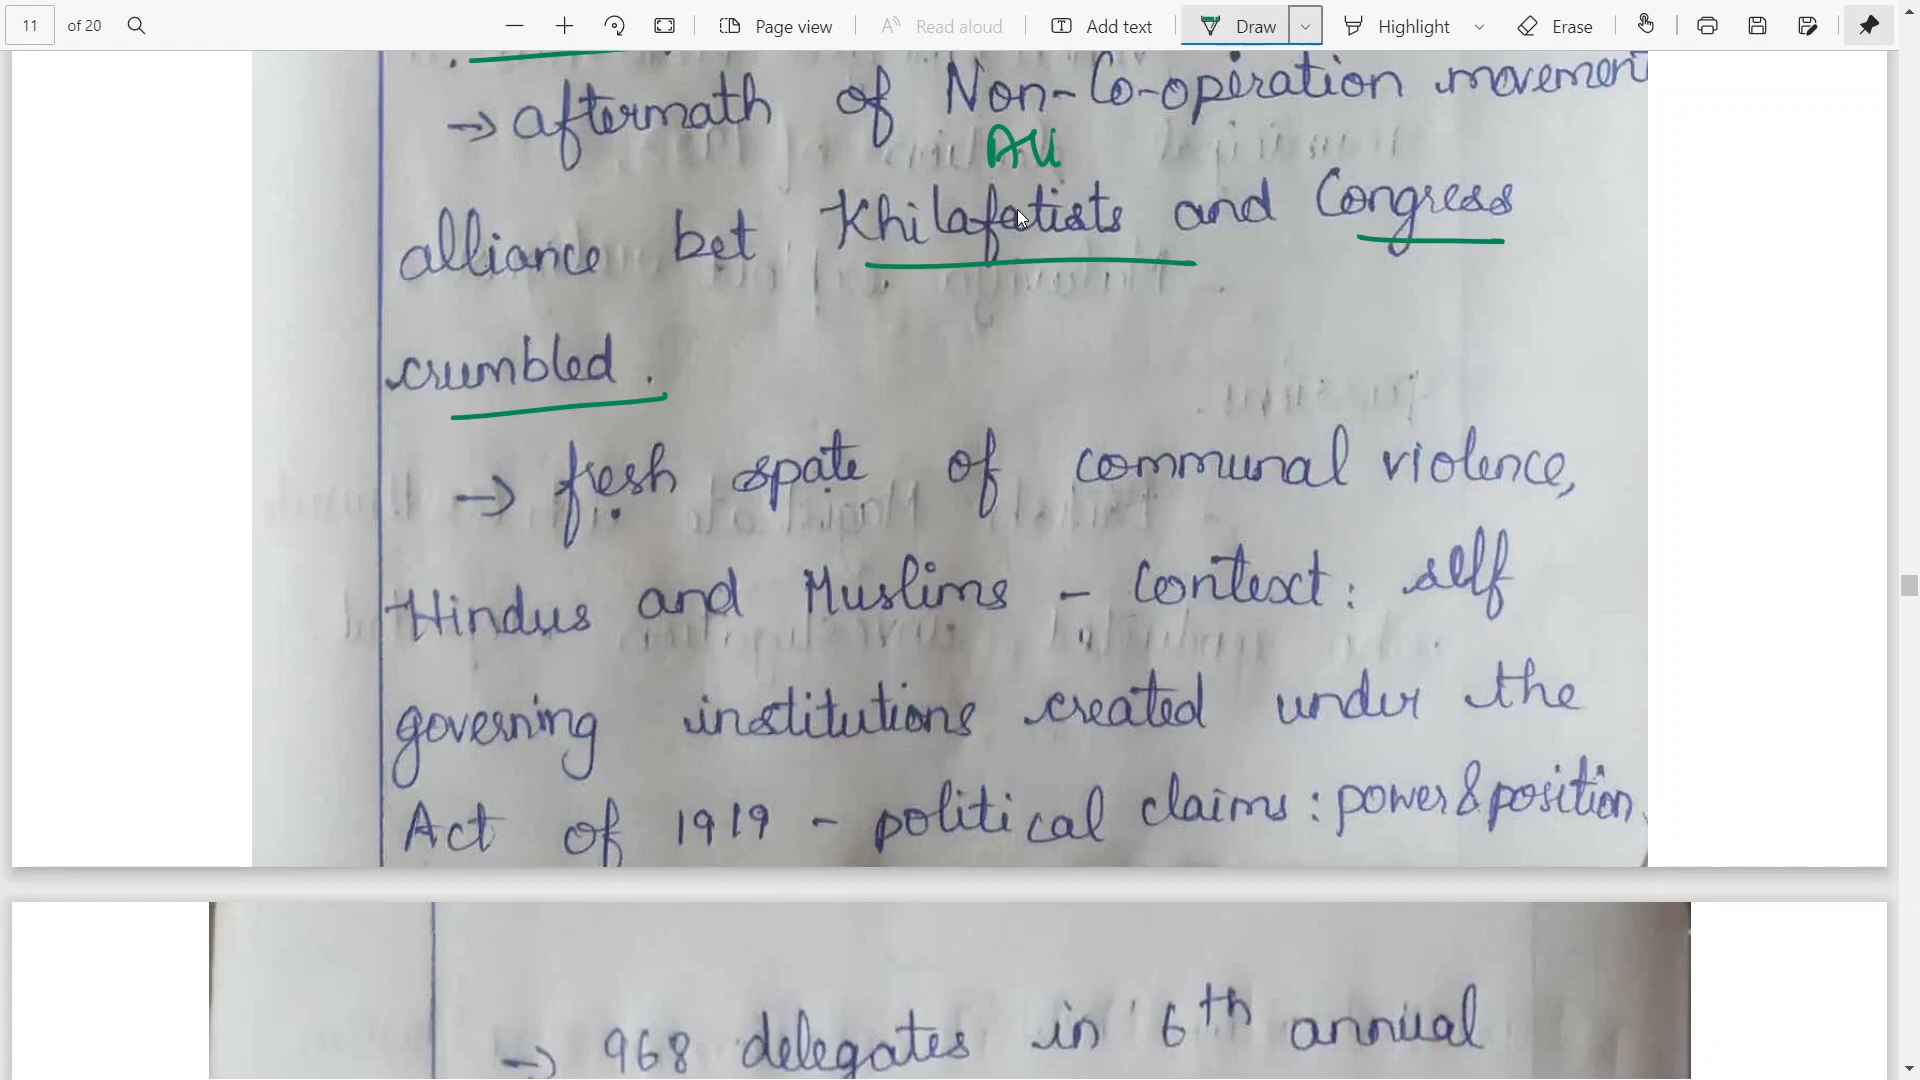 11 of 20 Page view Read aloud Add text Draw Highlight Erase
→ aftermath of Non-Co-operation movement
Ali
alliance bet Khilafatists and Congress
crumbled.
→ fresh spate of communal violence,
Hindus and Muslims - Context: self
governing institutions created under the
Act of 1919 - political claims: power & position.
→ 968 delegates in 6th annual